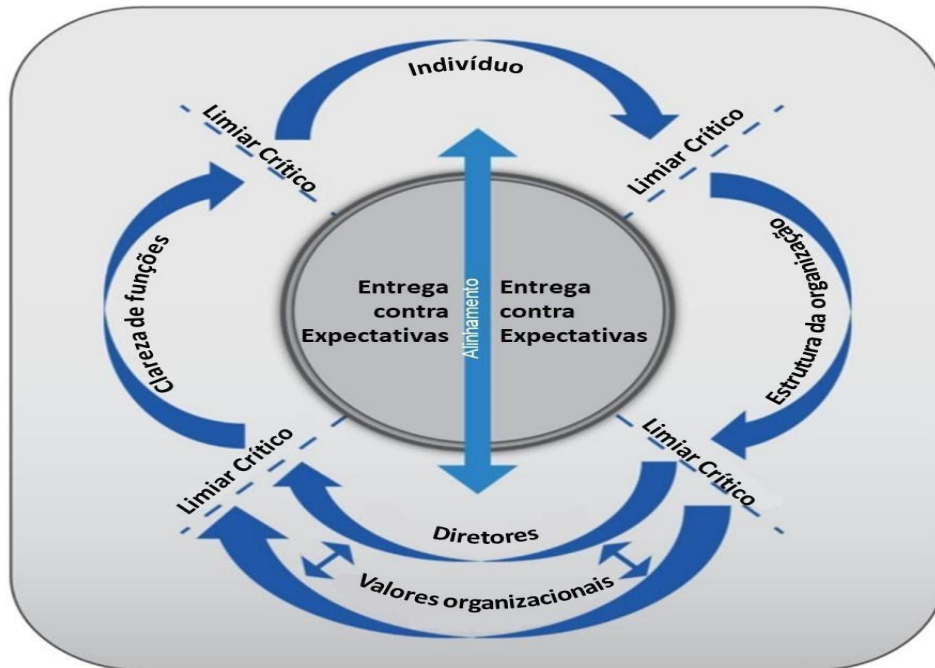 Indivíduo
Limiar Crítico
Limiar Crítico
Clareza de funções
Entrega
contra
Expectativas
Alinhamento
Entrega
contra
Expectativas
Estrutura da organização
Limiar Crítico
Limiar Crítico
Diretores
Valores organizacionais